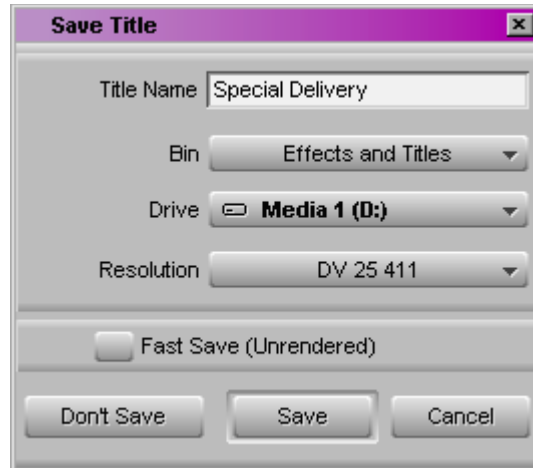 Save Title
Title Name Special Delivery
Bin Effects and Titles
Drive Media 1 (D:)
Resolution DV 25 411
Fast Save (Unrendered)
Don't Save Save Cancel